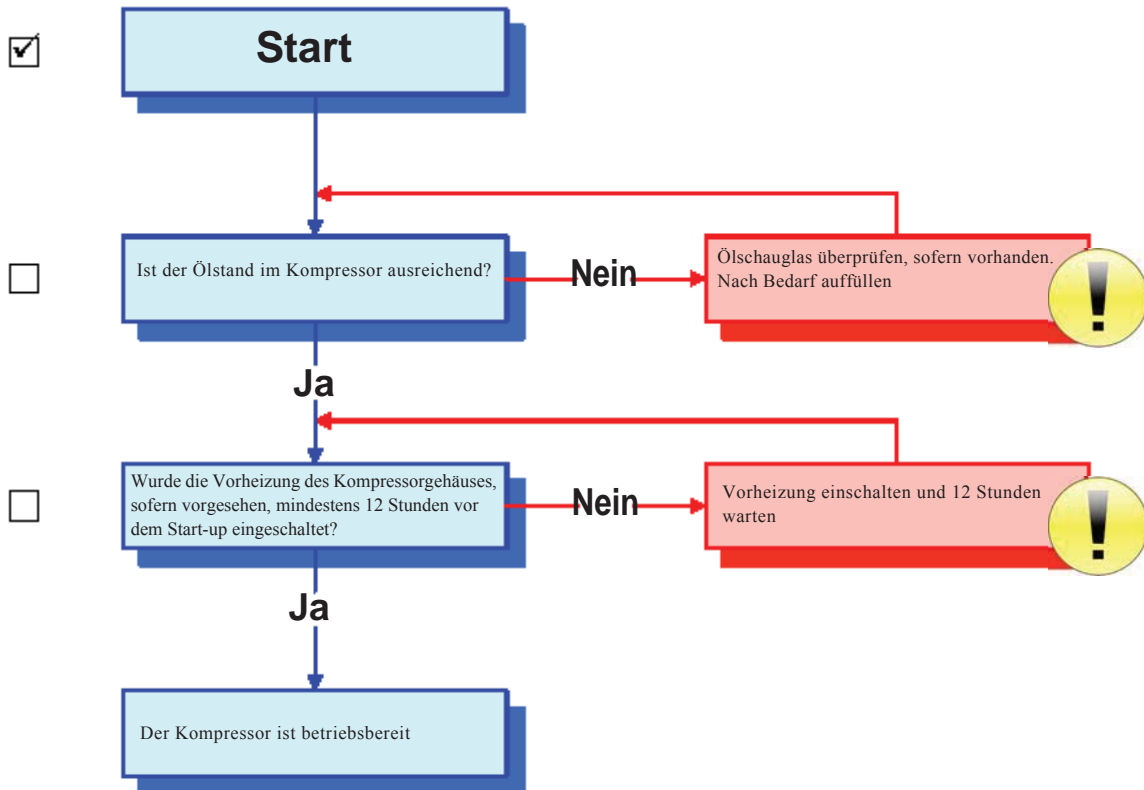 Start
Ist der Ölstand im Kompressor ausreichend?
Nein
Ölschauglas überprüfen, sofern vorhanden.
Nach Bedarf auffüllen
!
Ja
Wurde die Vorheizung des Kompressorgehäuses,
sofern vorgesehen, mindestens 12 Stunden vor
dem Start-up eingeschaltet?
Nein
Vorheizung einschalten und 12 Stunden
warten
!
Ja
Der Kompressor ist betriebsbereit